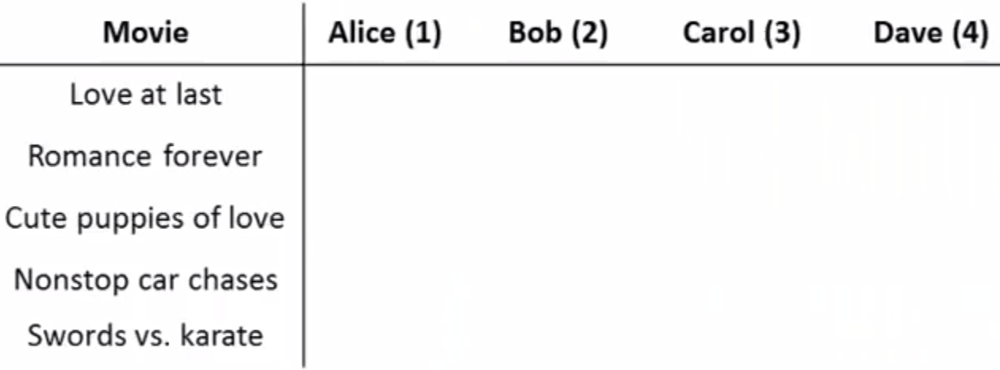 Movie Alice (1) Bob (2) Carol (3) Dave (4)
Love at last
Romance forever
Cute puppies of love
Nonstop car chases
Swords vs. karate